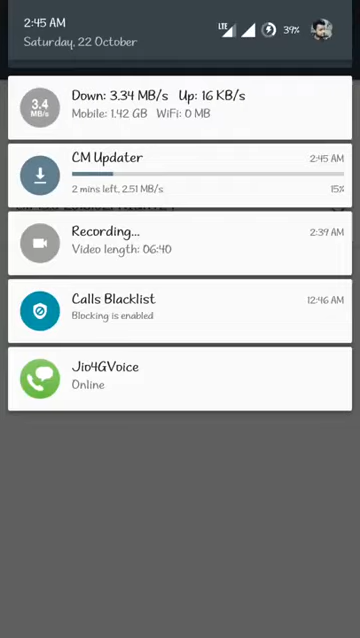 2:45 AM
Saturday, 22 October
LTE
39%
3.4
MB/s
Down: 3.34 MB/s Up: 16 KB/s
Mobile: 1.42 GB WiFi: 0 MB
CM Updater
2:45 AM
2 mins left, 2.51 MB/s
15%
Recording...
2:39 AM
Video length: 06:40
Calls Blacklist
12:46 AM
Blocking is enabled
Jio4GVoice
Online